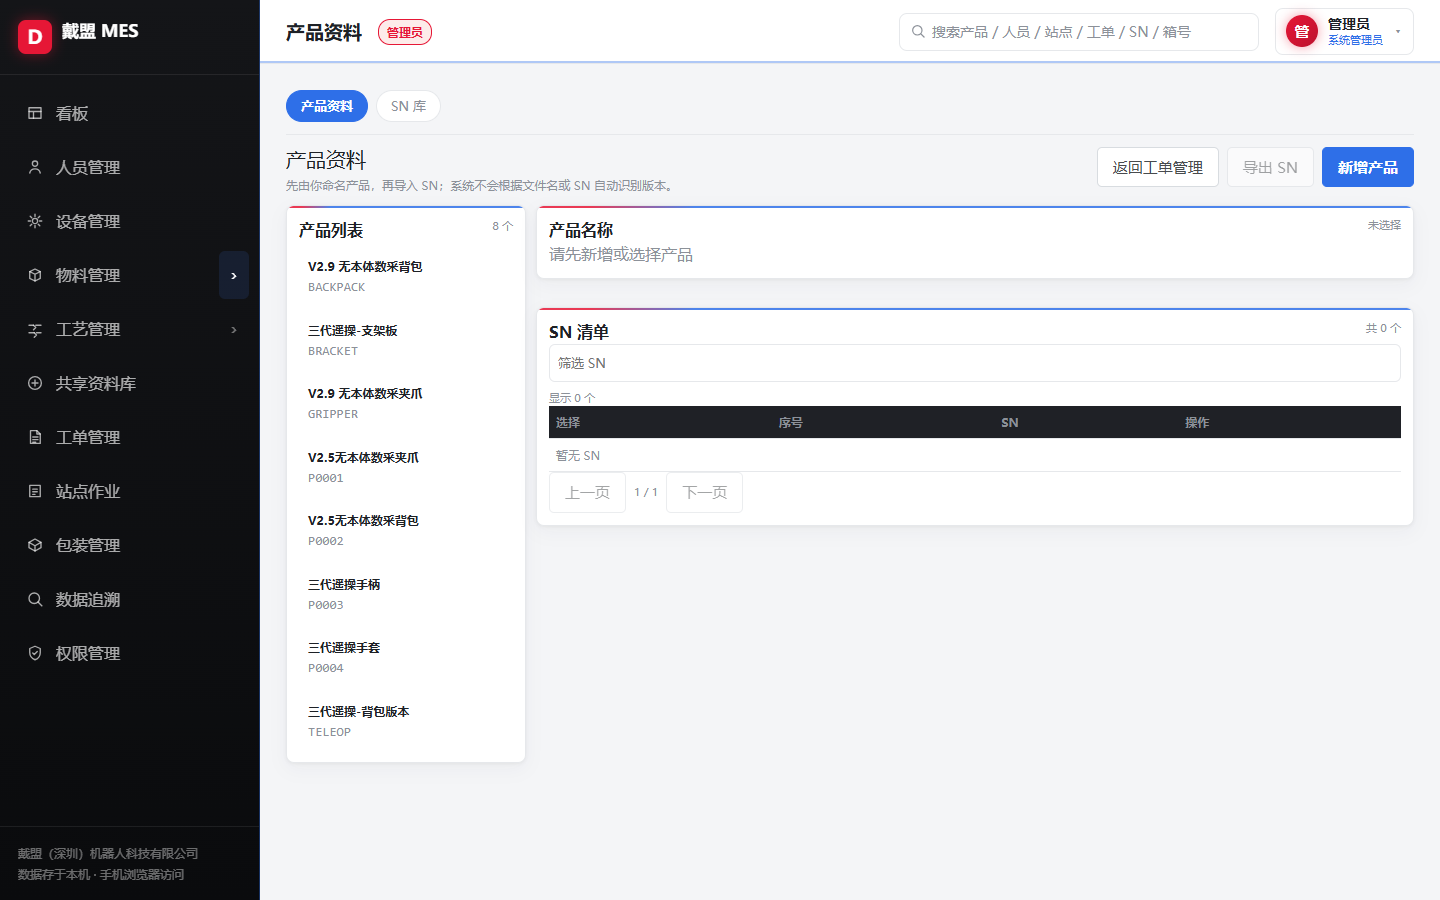 D 戴盟 MES
看板
人员管理
设备管理
物料管理
工艺管理
共享资料库
工单管理
站点作业
包装管理
数据追溯
权限管理
戴盟（深圳）机器人科技有限公司
数据存于本机 · 手机浏览器访问
产品资料 管理员
搜索产品 / 人员 / 站点 / 工单 / SN / 箱号
管 管理员
系统管理员
产品资料 SN 库
产品资料
先由你命名产品，再导入 SN；系统不会根据文件名或 SN 自动识别版本。
返回工单管理 导出 SN 新增产品
产品列表 8 个
V2.9 无本体数采背包
BACKPACK
三代遥操-支架板
BRACKET
V2.9 无本体数采夹爪
GRIPPER
V2.5无本体数采夹爪
P0001
V2.5无本体数采背包
P0002
三代遥操手柄
P0003
三代遥操手套
P0004
三代遥操-背包版本
TELEOP
产品名称 未选择
请先新增或选择产品
SN 清单 共 0 个
筛选 SN
显示 0 个
选择 序号 SN 操作
暂无 SN
上一页 1 / 1 下一页